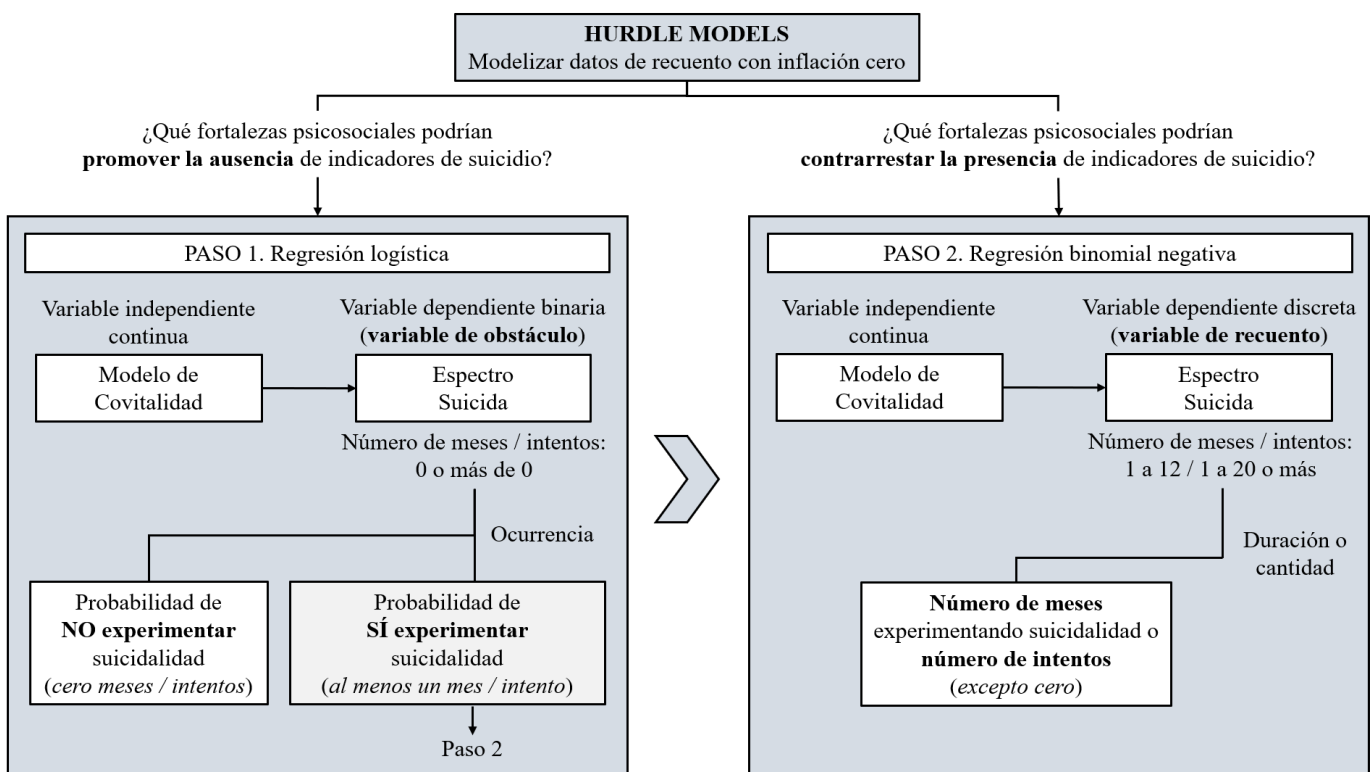 HURDLE MODELS
Modelizar datos de recuento con inflación cero
¿Qué fortalezas psicosociales podrían
promover la ausencia de indicadores de suicidio?
PASO 1. Regresión logística
Variable independiente
continua
Variable dependiente binaria
(variable de obstáculo)
Modelo de
Covitalidad
Espectro
Suicida
Número de meses / intentos:
0 o más de 0
Ocurrencia
Probabilidad de
NO experimentar
suicidalidad
(cero meses / intentos)
Probabilidad de
SÍ experimentar
suicidalidad
(al menos un mes / intento)
Paso 2
¿Qué fortalezas psicosociales podrían
contrarrestar la presencia de indicadores de suicidio?
PASO 2. Regresión binomial negativa
Variable independiente
continua
Variable dependiente discreta
(variable de recuento)
Modelo de
Covitalidad
Espectro
Suicida
Número de meses / intentos:
1 a 12 / 1 a 20 o más
Duración o
cantidad
Número de meses
experimentando suicidalidad o
número de intentos
(excepto cero)